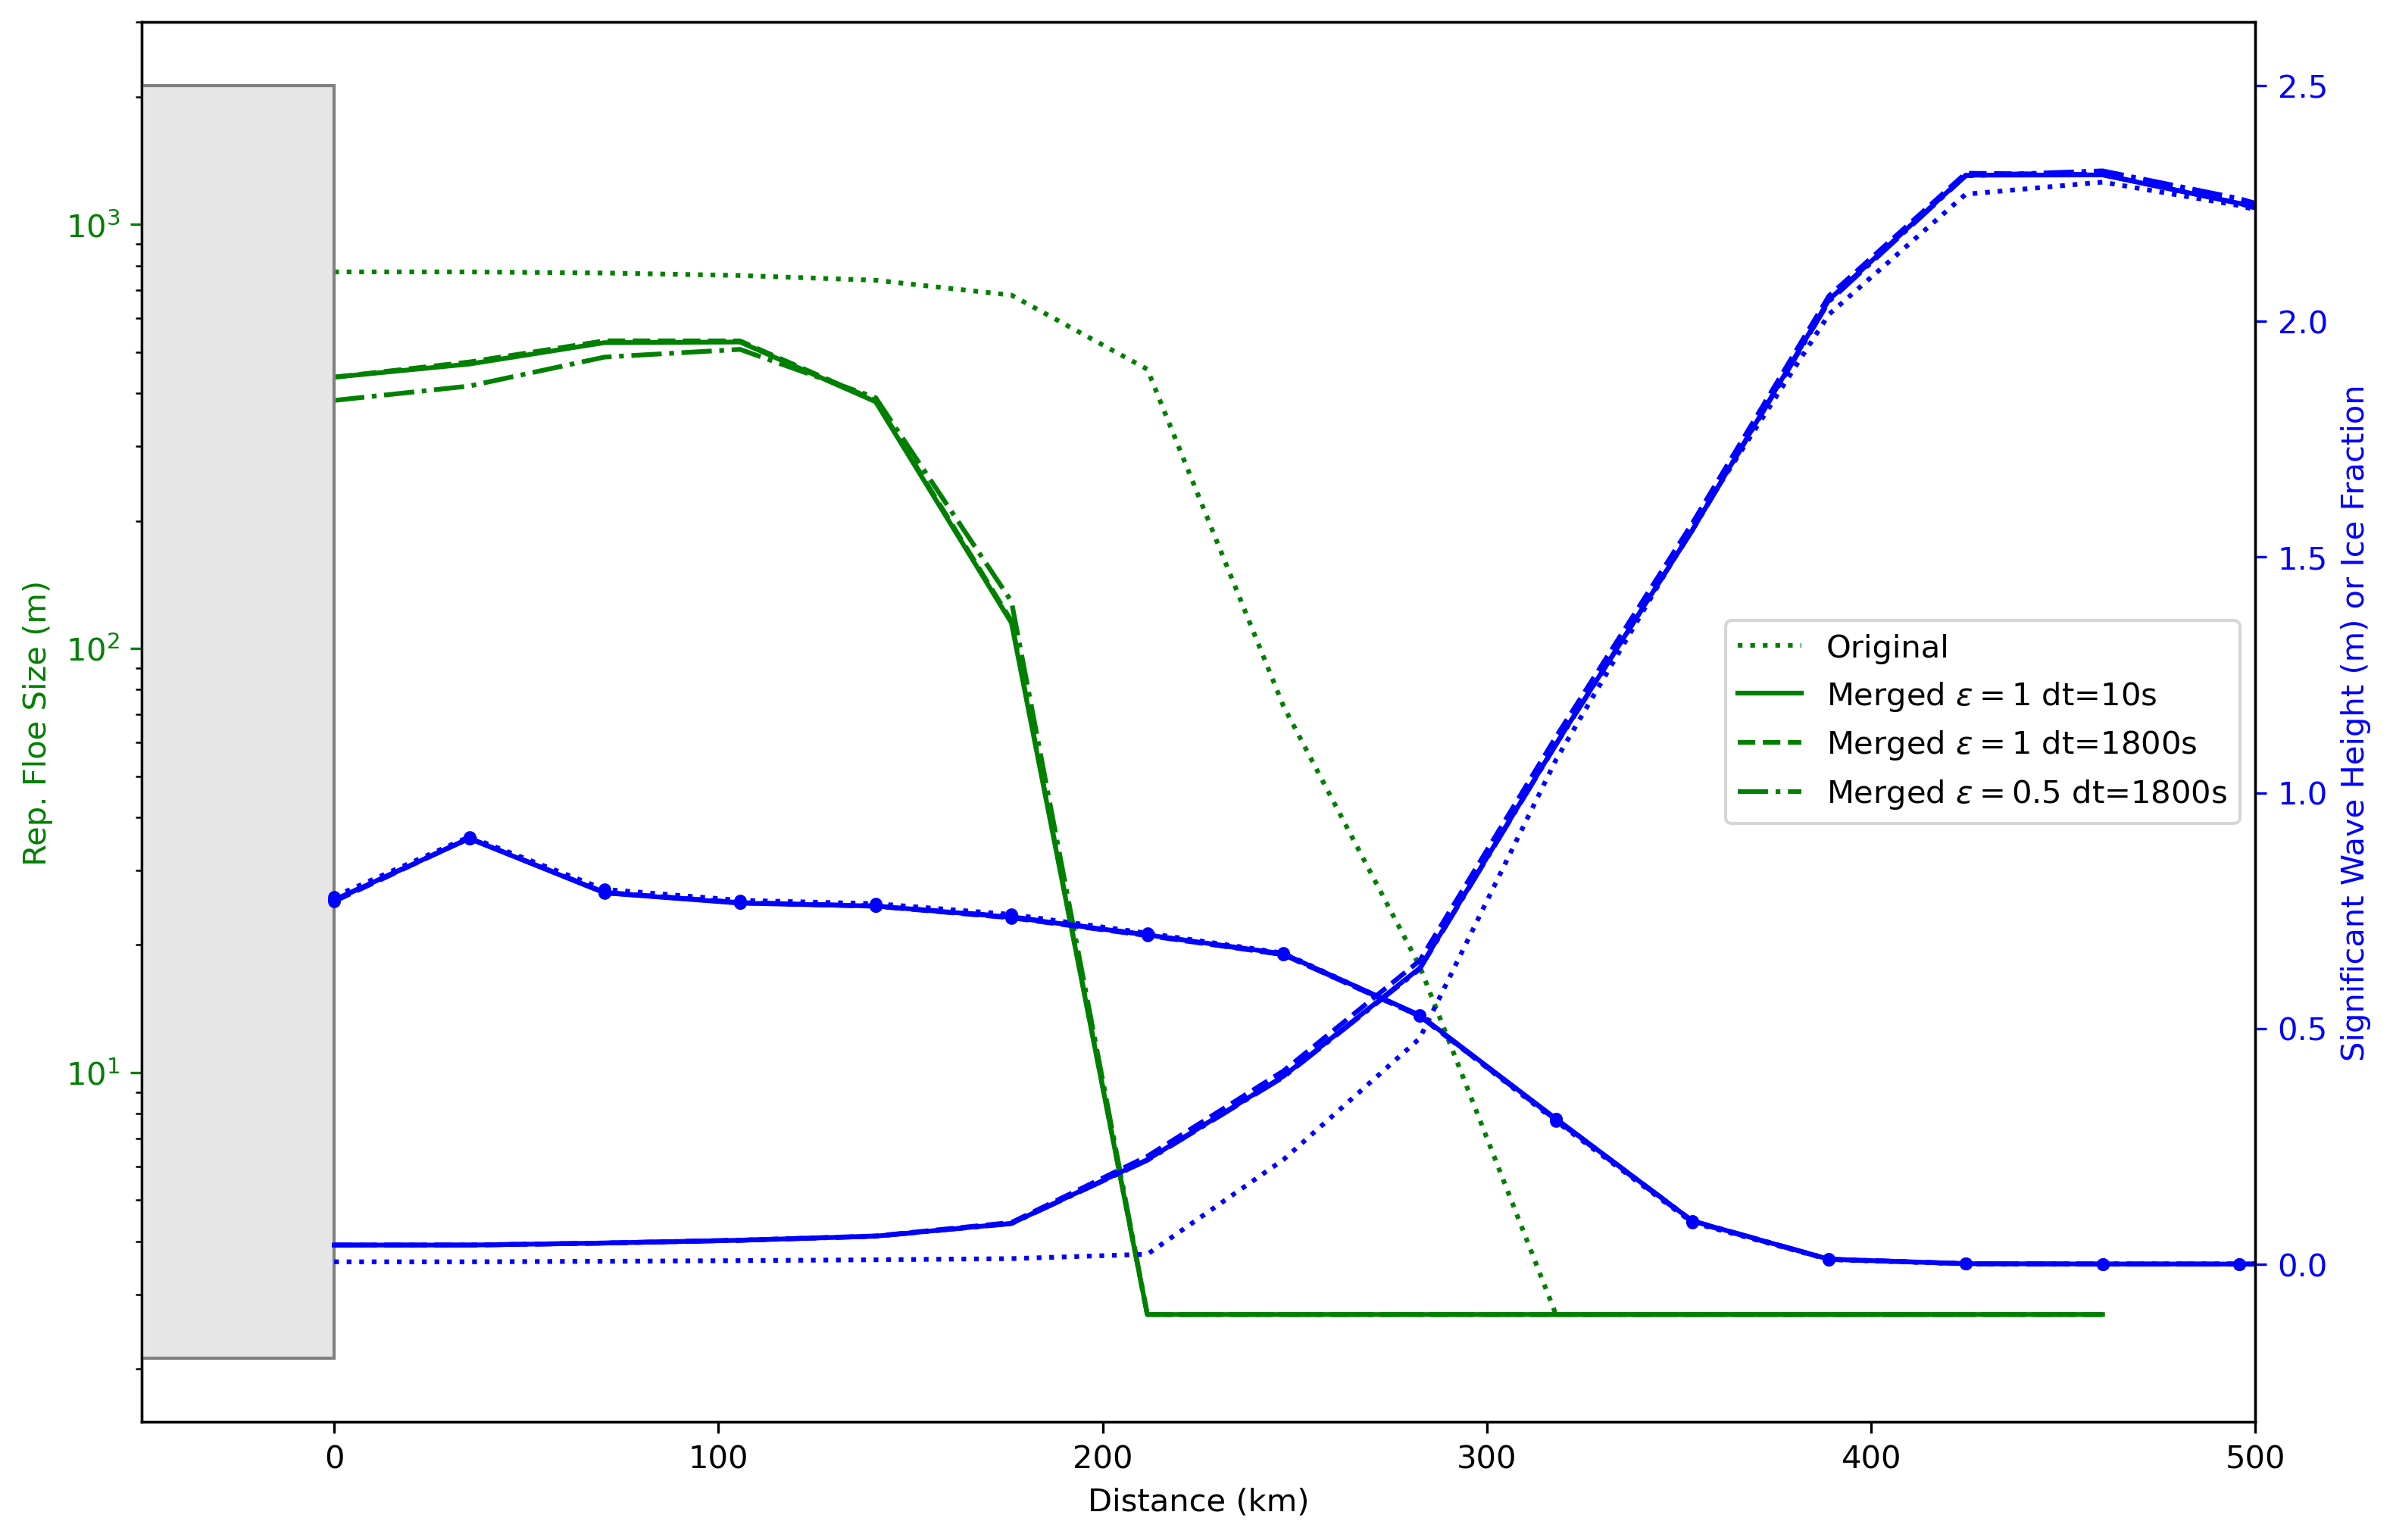 Rep. Floe Size (m)
10³
10²
10¹
2.5
2.0
1.5
1.0
0.5
0.0
Significant Wave Height (m) or Ice Fraction
Original
Merged ε = 1 dt=10s
Merged ε = 1 dt=1800s
Merged ε = 0.5 dt=1800s
0 100 200 300 400 500
Distance (km)